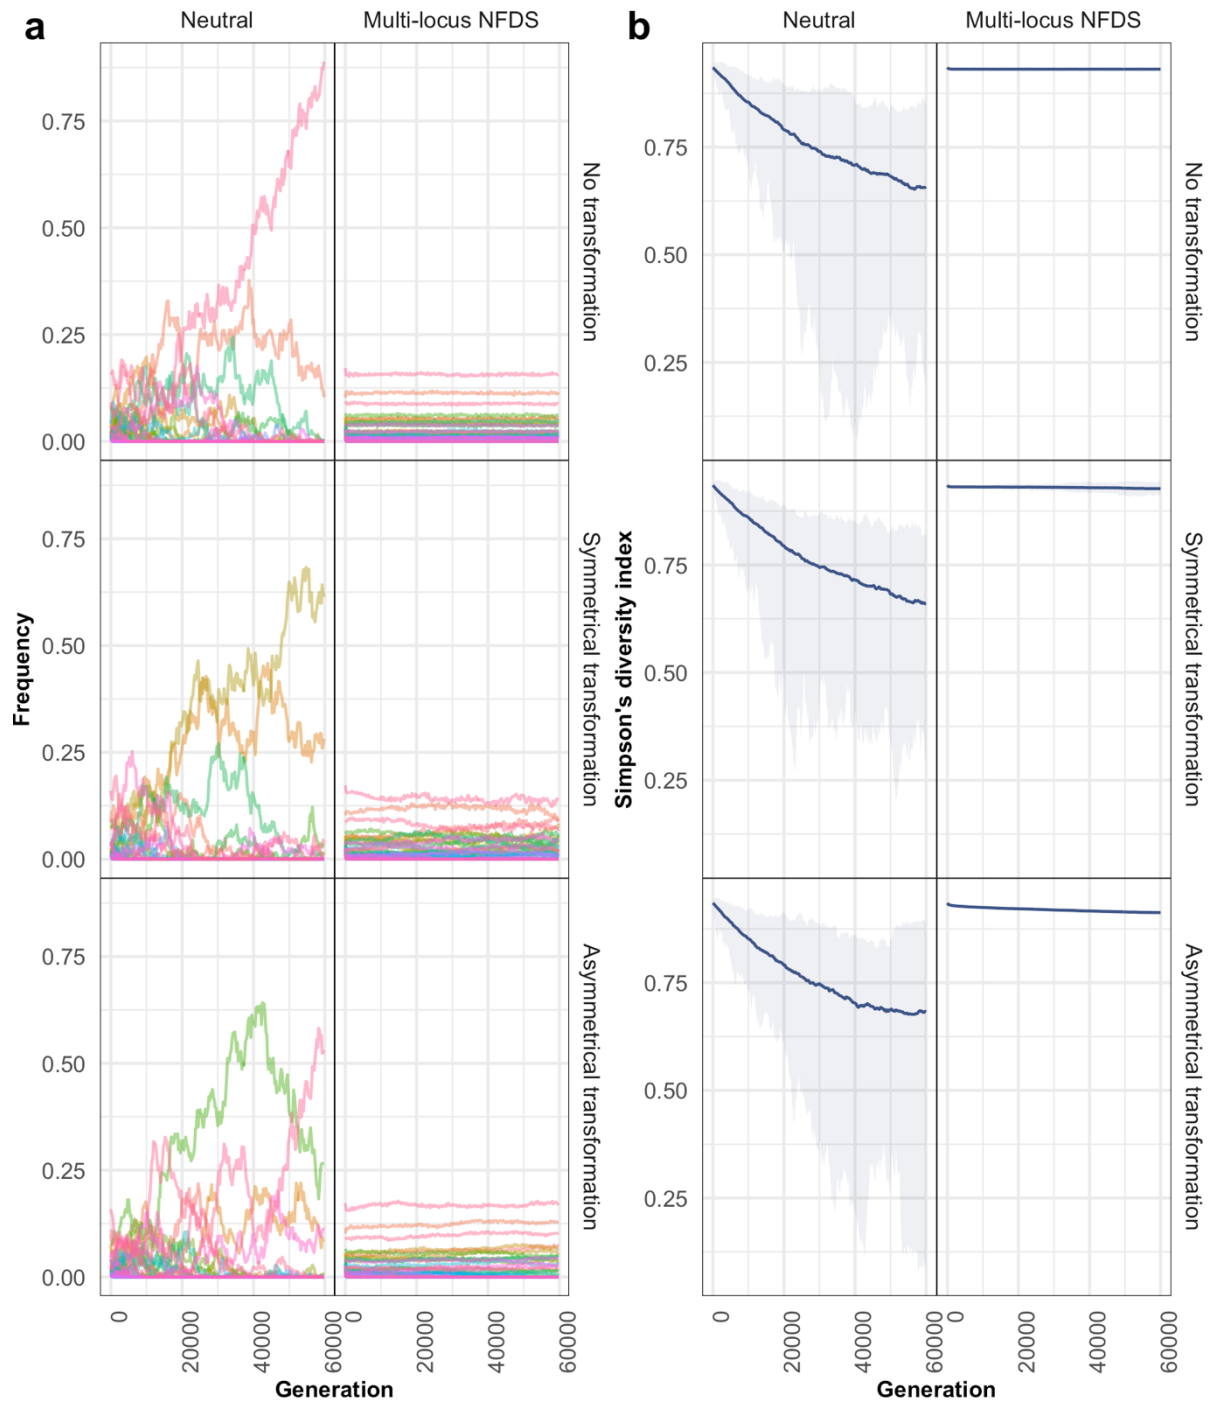 a
Neutral
Multi-locus NFDS
Frequency
0.75
0.50
0.25
0.00
No transformation
0.75
0.50
0.25
0.00
Symmetrical transformation
0.75
0.50
0.25
0.00
Asymmetrical transformation
0
20000
40000
60000
0
20000
40000
60000
Generation
b
Neutral
Multi-locus NFDS
Simpson's diversity index
0.75
0.50
0.25
No transformation
0.75
0.50
0.25
Symmetrical transformation
0.75
0.50
0.25
Asymmetrical transformation
0
20000
40000
60000
0
20000
40000
60000
Generation